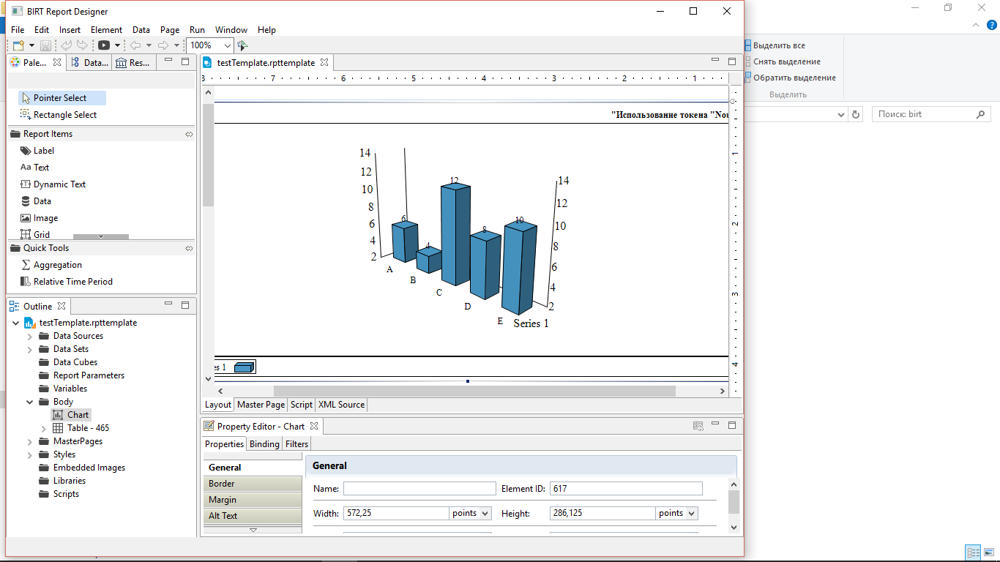 BIRT Report Designer
File Edit Insert Element Data Page Run Window Help
100%
Pale... Data... Res...
Pointer Select
Rectangle Select
Report Items
Label
Text
Dynamic Text
Data
Image
Grid
Quick Tools
Aggregation
Relative Time Period
Outline
testTemplate.rpttemplate
Data Sources
Data Sets
Data Cubes
Report Parameters
Variables
Body
Chart
Table - 465
MasterPages
Styles
Embedded Images
Libraries
Scripts
testTemplate.rpttemplate
8 7 6 5 4 3 2 1
"Использование токена "Nou
14
12
10
8
6
4
2
6
4
12
8
10
14
12
10
8
6
4
2
A
B
C
D
E
Series 1
es 1
1
2
3
4
Layout Master Page Script XML Source
Property Editor - Chart
Properties Binding Filters
General
Border
Margin
Alt Text
General
Name: Element ID: 617
Width: 572,25 points Height: 286,125 points
Выделить все
Снять выделение
Обратить выделение
Выделить
Поиск: birt